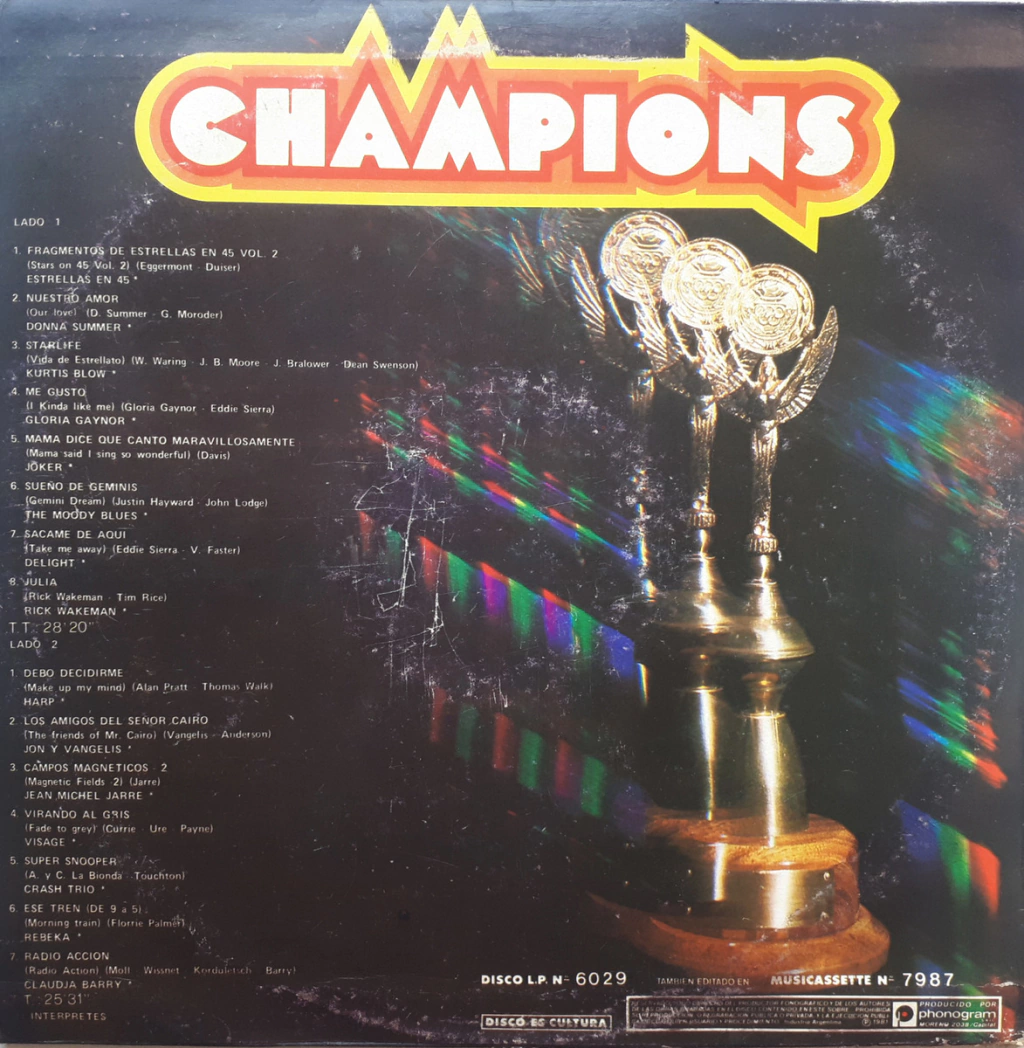 CHAMPIONS
LADO 1
1. FRAGMENTOS DE ESTRELLAS EN 45 VOL. 2
(Stars on 45 Vol. 2) (Eggermont - Duiser)
ESTRELLAS EN 45 *
2. NUESTRO AMOR
(Our love) (D. Summer - G. Moroder)
DONNA SUMMER *
3. STARLIFE
(Vida de Estrellato) (W. Waring - J. B. Moore - J. Bralower - Dean Swenson)
KURTIS BLOW *
4. ME GUSTO
(I Kinda like me) (Gloria Gaynor - Eddie Sierra)
GLORIA GAYNOR *
5. MAMA DICE QUE CANTO MARAVILLOSAMENTE
(Mama said I sing so wonderful) (Davis)
JOKER *
6. SUEÑO DE GEMINIS
(Gemini Dream) (Justin Hayward - John Lodge)
THE MOODY BLUES *
7. SACAME DE AQUI
(Take me away) (Eddie Sierra - V. Faster)
DELIGHT *
8. JULIA
(Rick Wakeman - Tim Rice)
RICK WAKEMAN *
T.T.: 28'20"
LADO 2
1. DEBO DECIDIRME
(Make up my mind) (Alan Pratt - Thomas Walk)
HARP *
2. LOS AMIGOS DEL SEÑOR CAIRO
(The friends of Mr. Cairo) (Vangelis - Anderson)
JON Y VANGELIS *
3. CAMPOS MAGNETICOS - 2
(Magnetic Fields -2) (Jarre)
JEAN MICHEL JARRE *
4. VIRANDO AL GRIS
(Fade to grey) (Currie - Ure - Payne)
VISAGE *
5. SUPER SNOOPER
(A. y C. La Bionda - Touchton)
CRASH TRIO *
6. ESE TREN (DE 9 a 5)
(Morning train) (Florrie Palmer)
REBEKA *
7. RADIO ACCION
(Radio Action) (Moll - Wissnet - Korduletsch - Barry)
CLAUDJA BARRY *
T.: 25'31"
INTERPRETES
DISCO L.P. Nº 6029 TAMBIEN EDITADO EN MUSICASSETTE Nº 7987
DISCO ES CULTURA
PRODUCIDO POR
phonogram
MORENO 2038/Capital